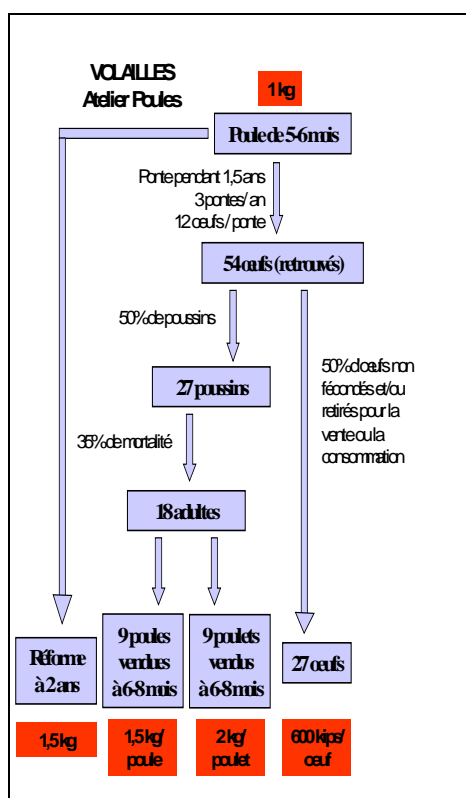 VOLAILLES
Atelier Poules
1 kg
Poule de 5-6 mois
Ponte pendant 1,5 ans
3 pontes / an
12 oeufs / ponte
54 œufs (retrouvés)
50% de poussins
50% d'oeufs non
fécondés et/ou
retirés pour la
vente ou la
consommation
27 poussins
35% de mortalité
18 adultes
Réforme
à 2 ans
9 poules
vendues
à 6-8 mois
9 poulets
vendus
à 6-8 mois
27 œufs
1,5 kg
1,5 kg/
poule
2 kg/
poulet
600 kips/
œuf